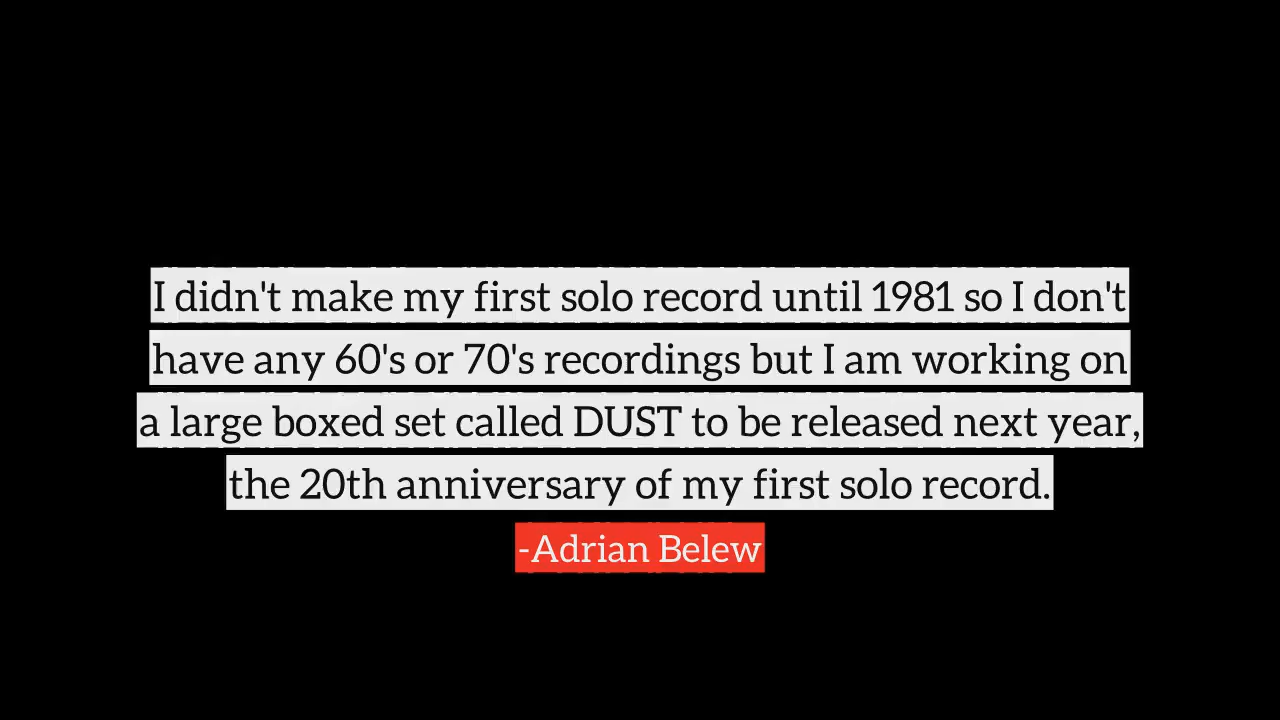 I didn't make my first solo record until 1981 so I don't
have any 60's or 70's recordings but I am working on
a large boxed set called DUST to be released next year,
the 20th anniversary of my first solo record.
-Adrian Belew